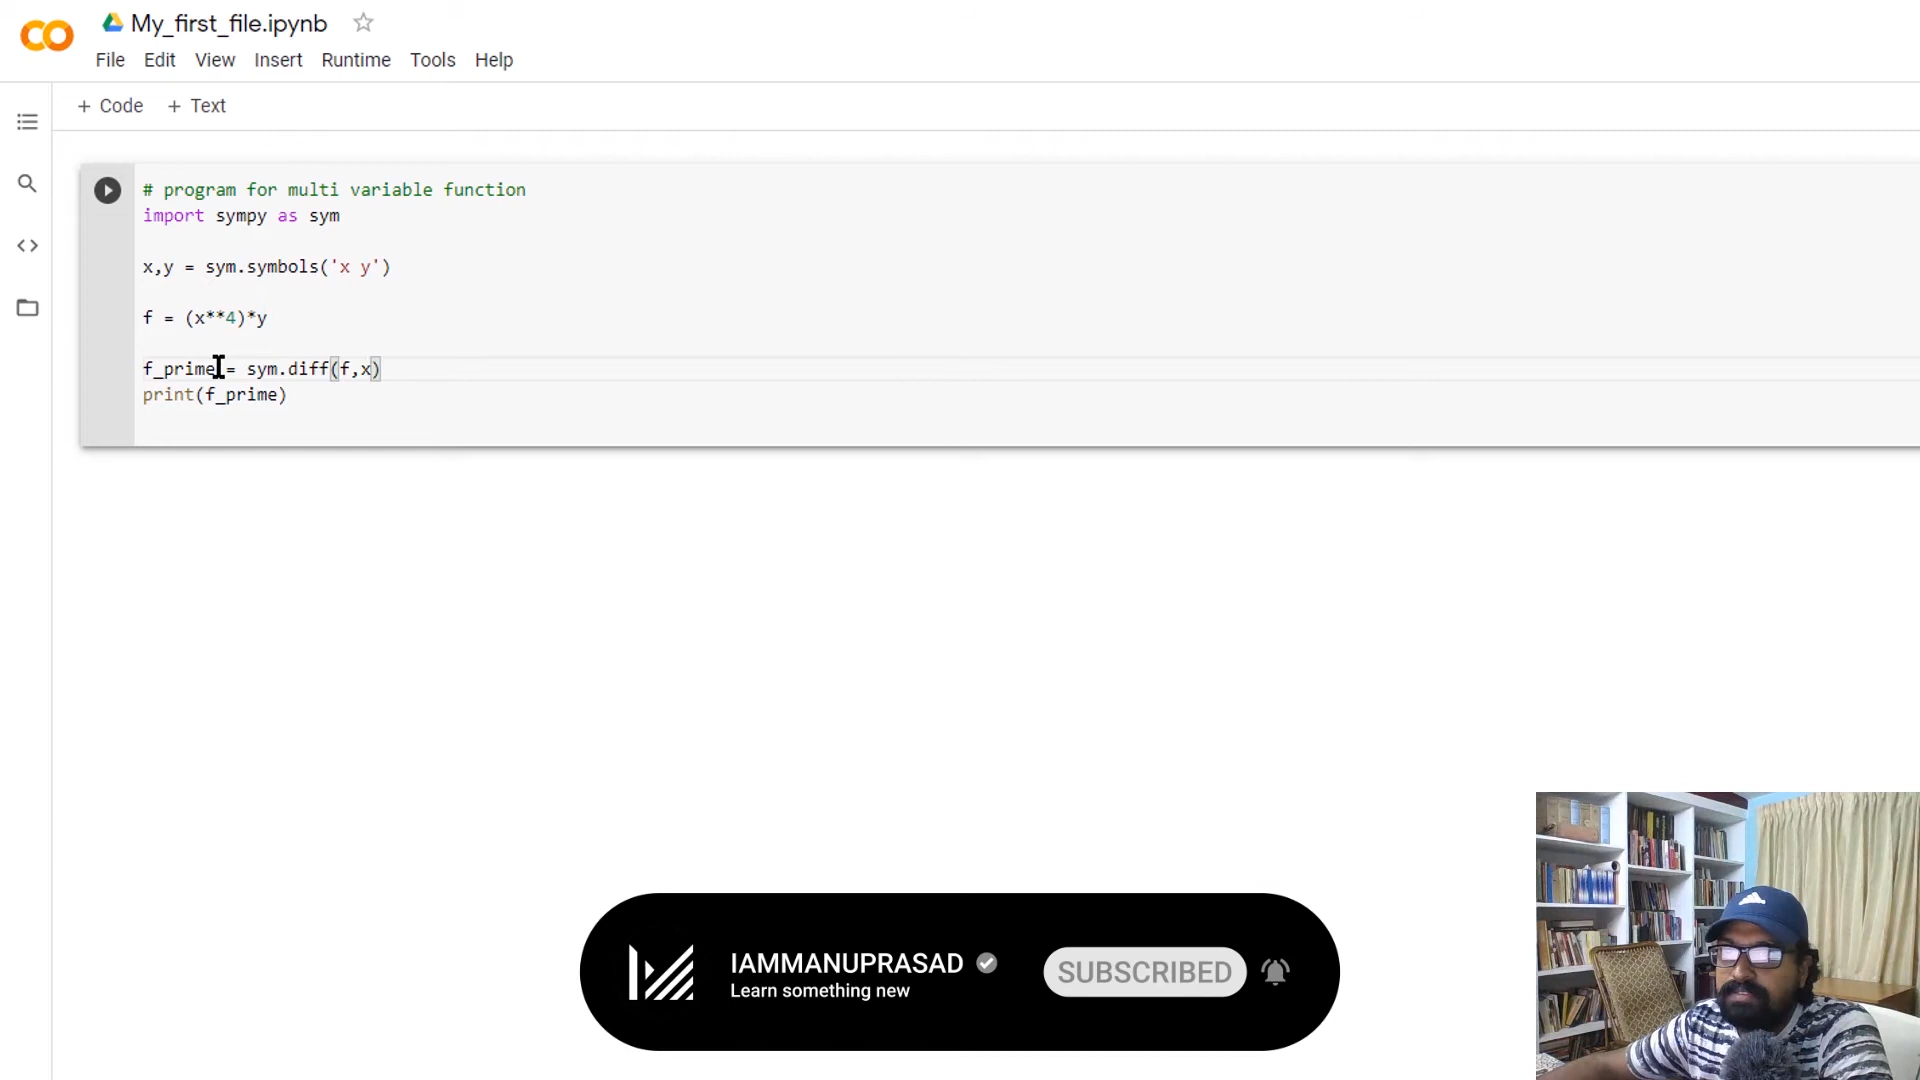 My_first_file.ipynb
File Edit View Insert Runtime Tools Help
+ Code + Text
# program for multi variable function
import sympy as sym
x,y = sym.symbols('x y')
f = (x**4)*y
f_prime = sym.diff(f,x)
print(f_prime)
IAMMANUPRASAD
SUBSCRIBED
Learn something new